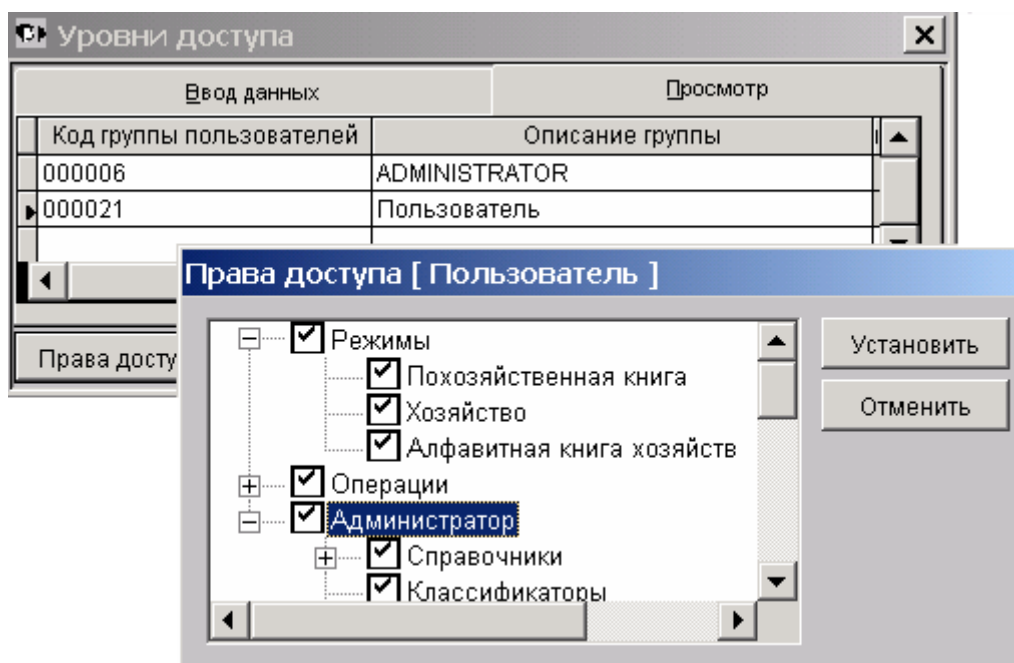 Уровни доступа
Ввод данных Просмотр
Код группы пользователей Описание группы
000006 ADMINISTRATOR
000021 Пользователь
Права доступа [ Пользователь ]
Режимы
Установить
Права досту
Похозяйственная книга
Хозяйство
Отменить
Алфавитная книга хозяйств
Операции
Администратор
Справочники
Классификаторы